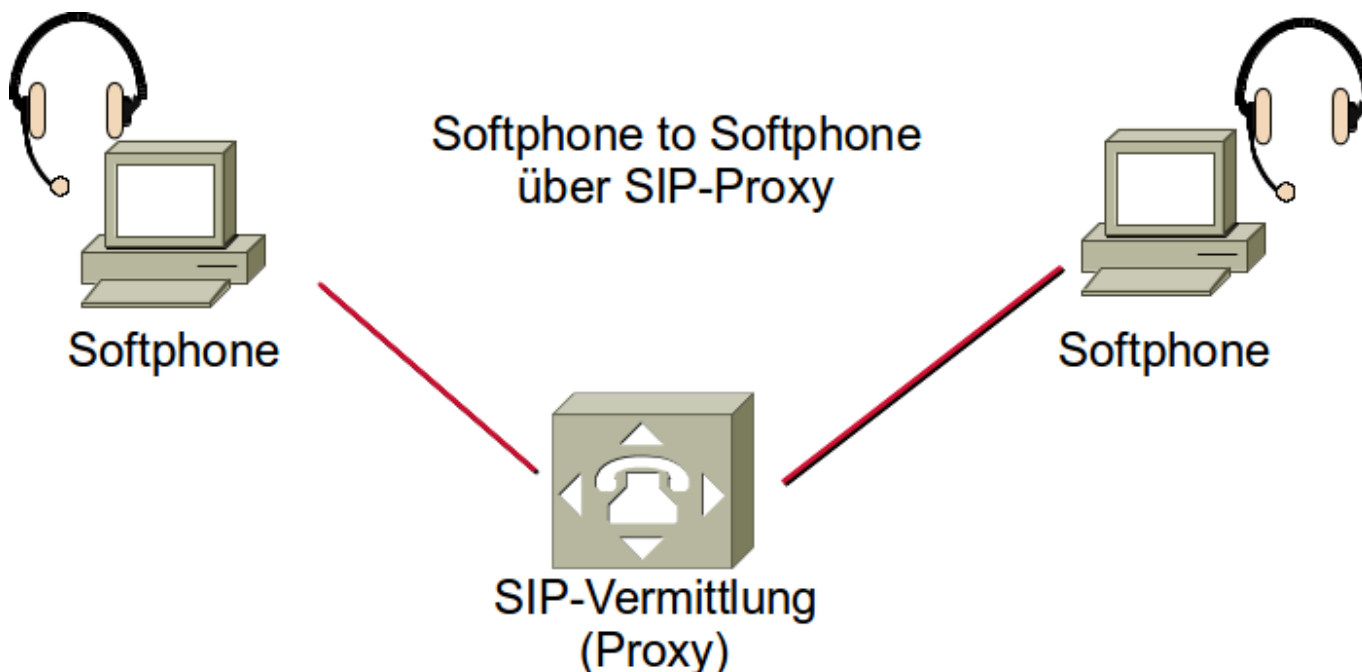 Softphone to Softphone
über SIP-Proxy
Softphone
Softphone
SIP-Vermittlung
(Proxy)